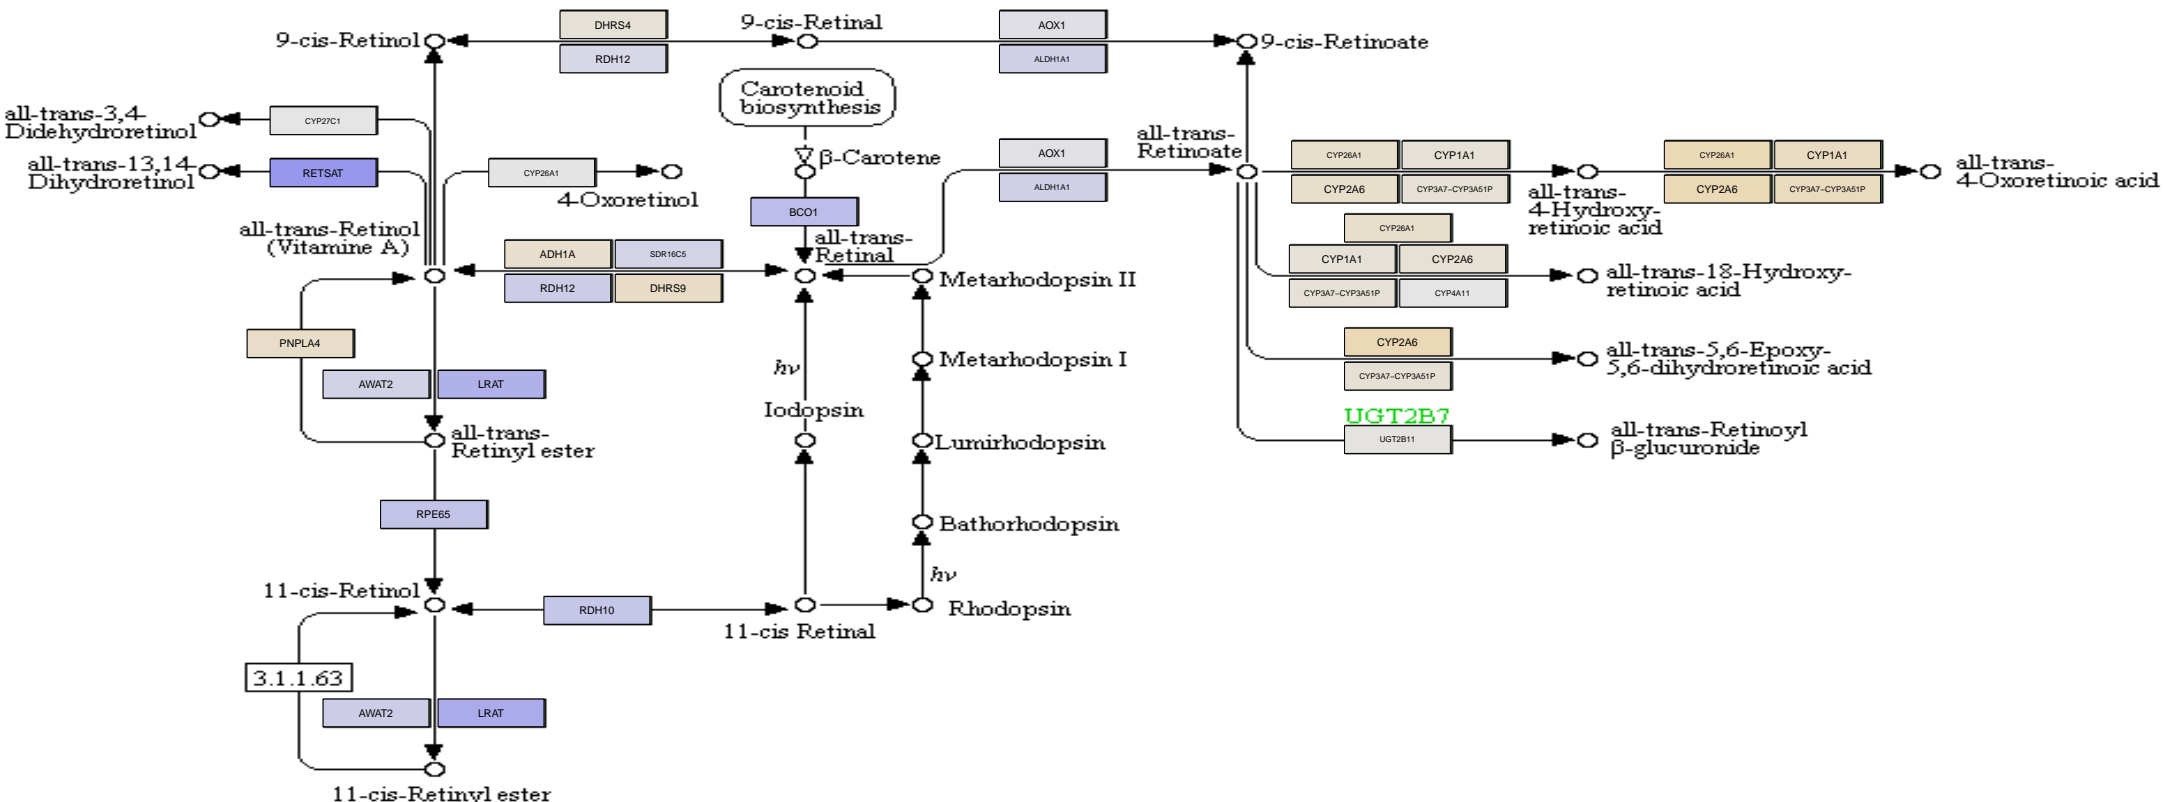 DHRS4
9-cis-Retinal
AOX1
9-cis-Retinol
9-cis-Retinoate
RDH12
ALDH1A1
Carotenoid
biosynthesis
all-trans-3,4-
Didehydroretinol
CYP27C1
all-trans-
Retinoate
AOX1
CYP26A1
CYP1A1
CYP26A1
CYP1A1
β-Carotene
all-trans-13,14-
Dihydroretinol
RETSAT
CYP26A1
4-Oxoretinol
ALDH1A1
CYP2A6
CYP3A7-CYP3A51P
all-trans-
4-Hydroxy-
retinoic acid
CYP2A6
CYP3A7-CYP3A51P
all-trans-
4-Oxoretinoic acid
BCO1
all-trans-Retinol
(Vitamine A)
all-trans-
Retinal
CYP26A1
ADH1A
SDR16C5
CYP1A1
CYP2A6
RDH12
DHRS9
Metarhodopsin II
CYP3A7-CYP3A51P
CYP4A11
all-trans-18-Hydroxy-
retinoic acid
PNPLA4
CYP2A6
hν
Metarhodopsin I
all-trans-5,6-Epoxy-
5,6-dihydroretinoic acid
AWAT2
LRAT
CYP3A7-CYP3A51P
Iodopsin
UGT2B7
all-trans-
Retinyl ester
Lumirhodopsin
UGT2B11
all-trans-Retinoyl
β-glucuronide
RPE65
Bathorhodopsin
hν
11-cis-Retinol
RDH10
11-cis Retinal
Rhodopsin
3.1.1.63
AWAT2
LRAT
11-cis-Retinyl ester